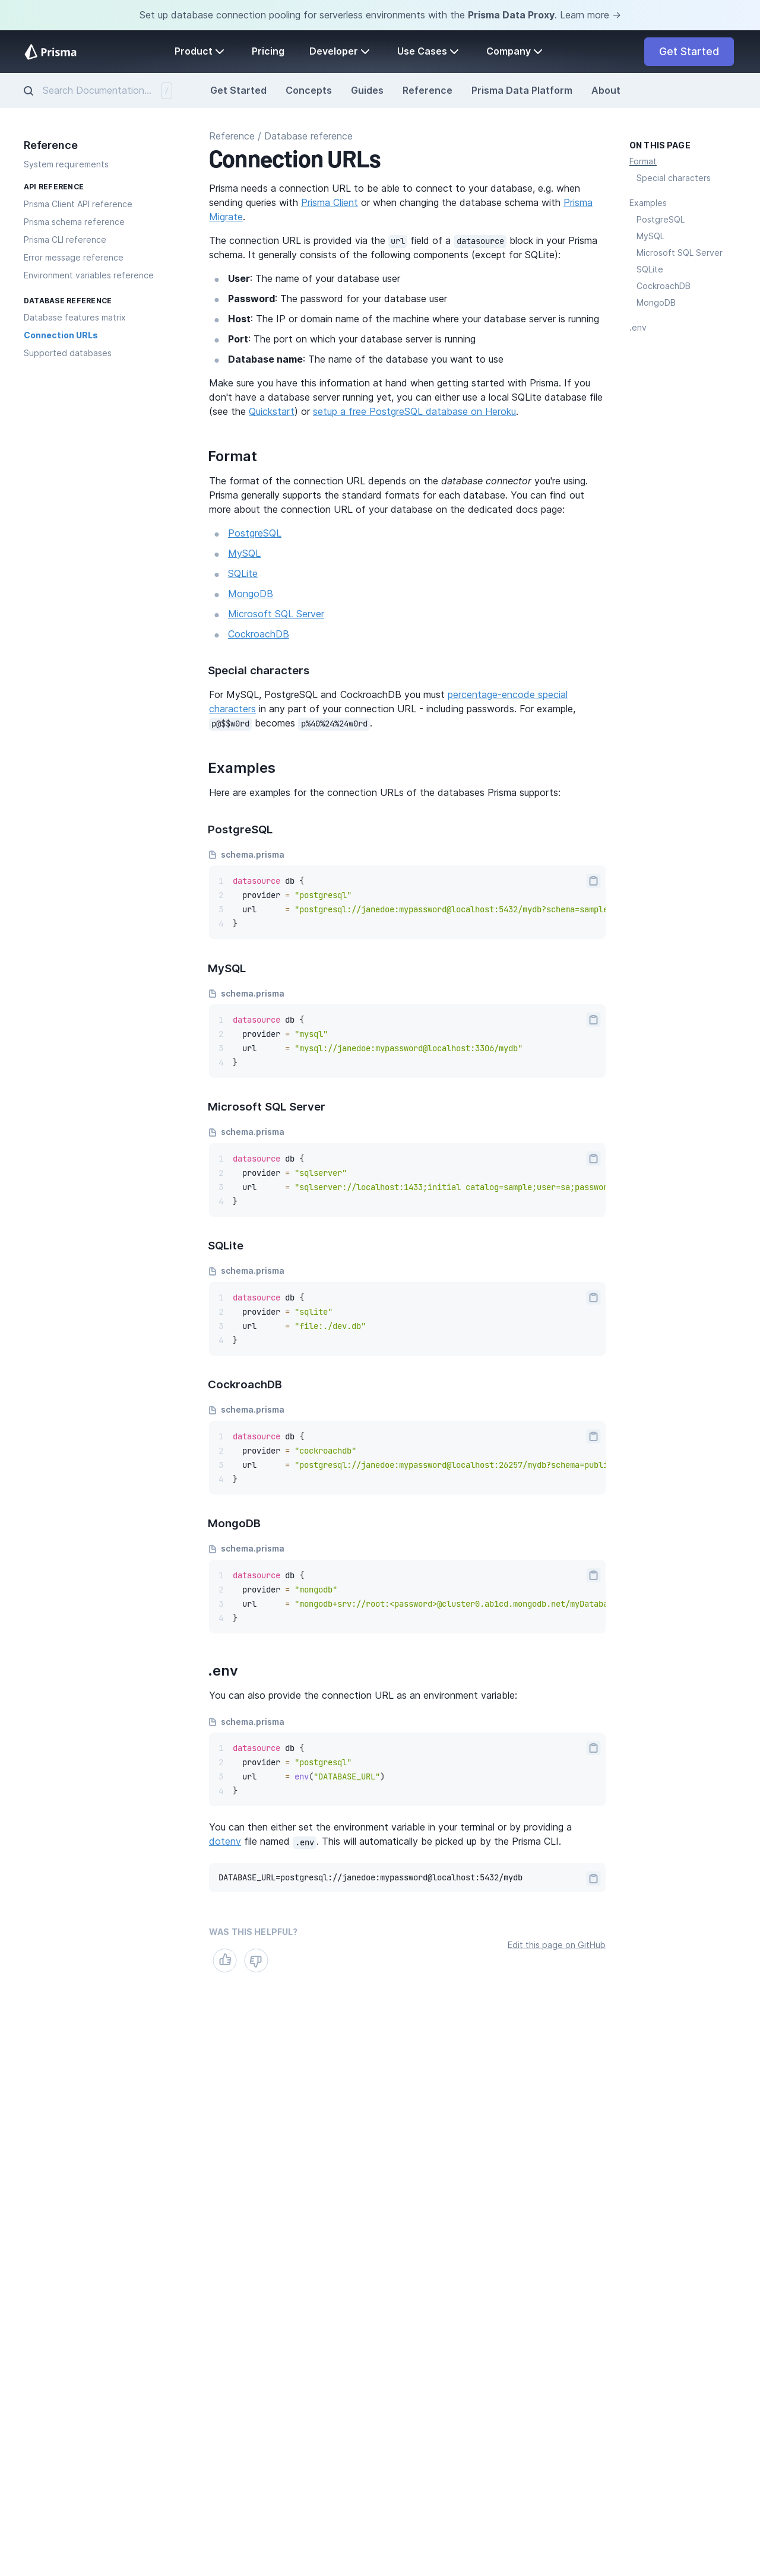 Set up database connection pooling for serverless environments with the Prisma Data Proxy. Learn more →
Prisma
Product
Pricing
Developer
Use Cases
Company
Get Started
Search Documentation...
/
Get Started
Concepts
Guides
Reference
Prisma Data Platform
About
Reference
System requirements
API REFERENCE
Prisma Client API reference
Prisma schema reference
Prisma CLI reference
Error message reference
Environment variables reference
DATABASE REFERENCE
Database features matrix
Connection URLs
Supported databases
Reference / Database reference
Connection URLs
Prisma needs a connection URL to be able to connect to your database, e.g. when
sending queries with Prisma Client or when changing the database schema with Prisma
Migrate.
The connection URL is provided via the url field of a datasource block in your Prisma
schema. It generally consists of the following components (except for SQLite):
User: The name of your database user
Password: The password for your database user
Host: The IP or domain name of the machine where your database server is running
Port: The port on which your database server is running
Database name: The name of the database you want to use
Make sure you have this information at hand when getting started with Prisma. If you
don't have a database server running yet, you can either use a local SQLite database file
(see the Quickstart) or setup a free PostgreSQL database on Heroku.
Format
The format of the connection URL depends on the database connector you're using.
Prisma generally supports the standard formats for each database. You can find out
more about the connection URL of your database on the dedicated docs page:
PostgreSQL
MySQL
SQLite
MongoDB
Microsoft SQL Server
CockroachDB
Special characters
For MySQL, PostgreSQL and CockroachDB you must percentage-encode special
characters in any part of your connection URL - including passwords. For example,
p@$$w0rd becomes p%40%24%24w0rd.
Examples
Here are examples for the connection URLs of the databases Prisma supports:
PostgreSQL
schema.prisma
1 datasource db {
2   provider = "postgresql"
3   url      = "postgresql://janedoe:mypassword@localhost:5432/mydb?schema=sample
4 }
MySQL
schema.prisma
1 datasource db {
2   provider = "mysql"
3   url      = "mysql://janedoe:mypassword@localhost:3306/mydb"
4 }
Microsoft SQL Server
schema.prisma
1 datasource db {
2   provider = "sqlserver"
3   url      = "sqlserver://localhost:1433;initial catalog=sample;user=sa;passwor
4 }
SQLite
schema.prisma
1 datasource db {
2   provider = "sqlite"
3   url      = "file:./dev.db"
4 }
CockroachDB
schema.prisma
1 datasource db {
2   provider = "cockroachdb"
3   url      = "postgresql://janedoe:mypassword@localhost:26257/mydb?schema=publi
4 }
MongoDB
schema.prisma
1 datasource db {
2   provider = "mongodb"
3   url      = "mongodb+srv://root:<password>@cluster0.ab1cd.mongodb.net/myDataba
4 }
.env
You can also provide the connection URL as an environment variable:
schema.prisma
1 datasource db {
2   provider = "postgresql"
3   url      = env("DATABASE_URL")
4 }
You can then either set the environment variable in your terminal or by providing a
dotenv file named .env. This will automatically be picked up by the Prisma CLI.
DATABASE_URL=postgresql://janedoe:mypassword@localhost:5432/mydb
WAS THIS HELPFUL?
Edit this page on GitHub
ON THIS PAGE
Format
Special characters
Examples
PostgreSQL
MySQL
Microsoft SQL Server
SQLite
CockroachDB
MongoDB
.env